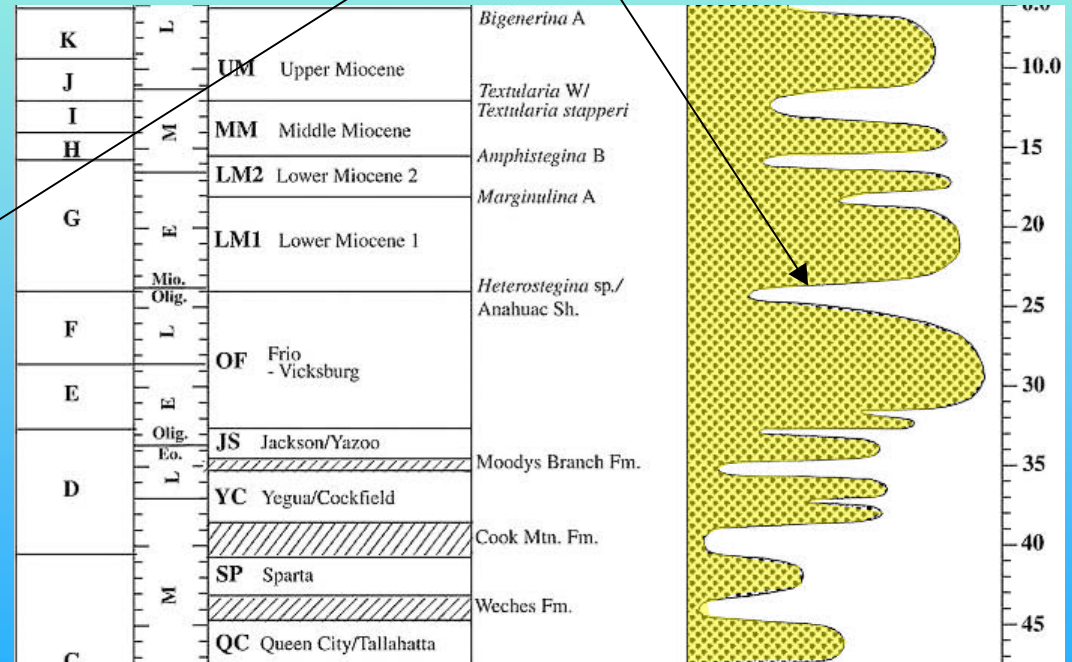 K
J
I
H
G
F
E
D
L
M
E
Mio.
Olig.
L
E
Olig.
Eo.
L
M
UM Upper Miocene
MM Middle Miocene
LM2 Lower Miocene 2
LM1 Lower Miocene 1
OF Frio
- Vicksburg
JS Jackson/Yazoo
YC Yegua/Cockfield
SP Sparta
QC Queen City/Tallahatta
Bigenerina A
Textularia W/
Textularia stapperi
Amphistegina B
Marginulina A
Heterostegina sp./
Anahuac Sh.
Moodys Branch Fm.
Cook Mtn. Fm.
Weches Fm.
10.0
15
20
25
30
35
40
45